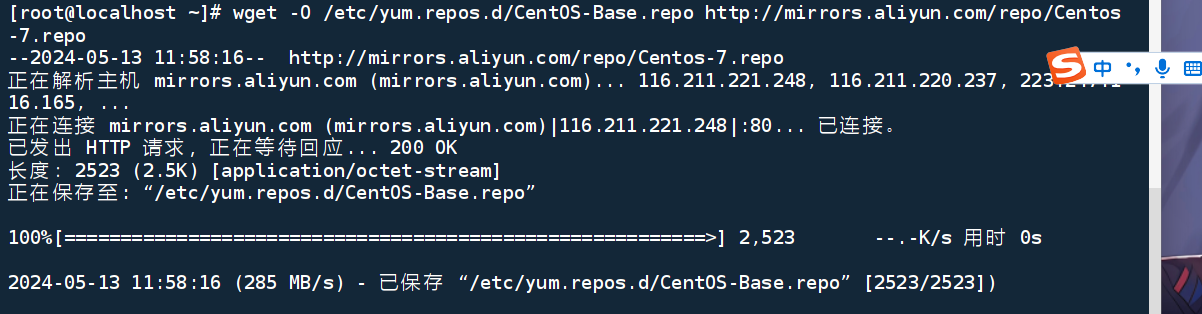 [root@localhost ~]# wget -O /etc/yum.repos.d/CentOS-Base.repo http://mirrors.aliyun.com/repo/Centos
-7.repo
--2024-05-13 11:58:16--  http://mirrors.aliyun.com/repo/Centos-7.repo
正在解析主机 mirrors.aliyun.com (mirrors.aliyun.com)... 116.211.221.248, 116.211.220.237,
16.165, ...
正在连接 mirrors.aliyun.com (mirrors.aliyun.com)|116.211.221.248|:80... 已连接。
已发出 HTTP 请求，正在等待回应... 200 OK
长度：2523 (2.5K) [application/octet-stream]
正在保存至: “/etc/yum.repos.d/CentOS-Base.repo”
100%[=========================================================>] 2,523       --.-K/s 用时 0s
2024-05-13 11:58:16 (285 MB/s) - 已保存 “/etc/yum.repos.d/CentOS-Base.repo” [2523/2523])
S 中